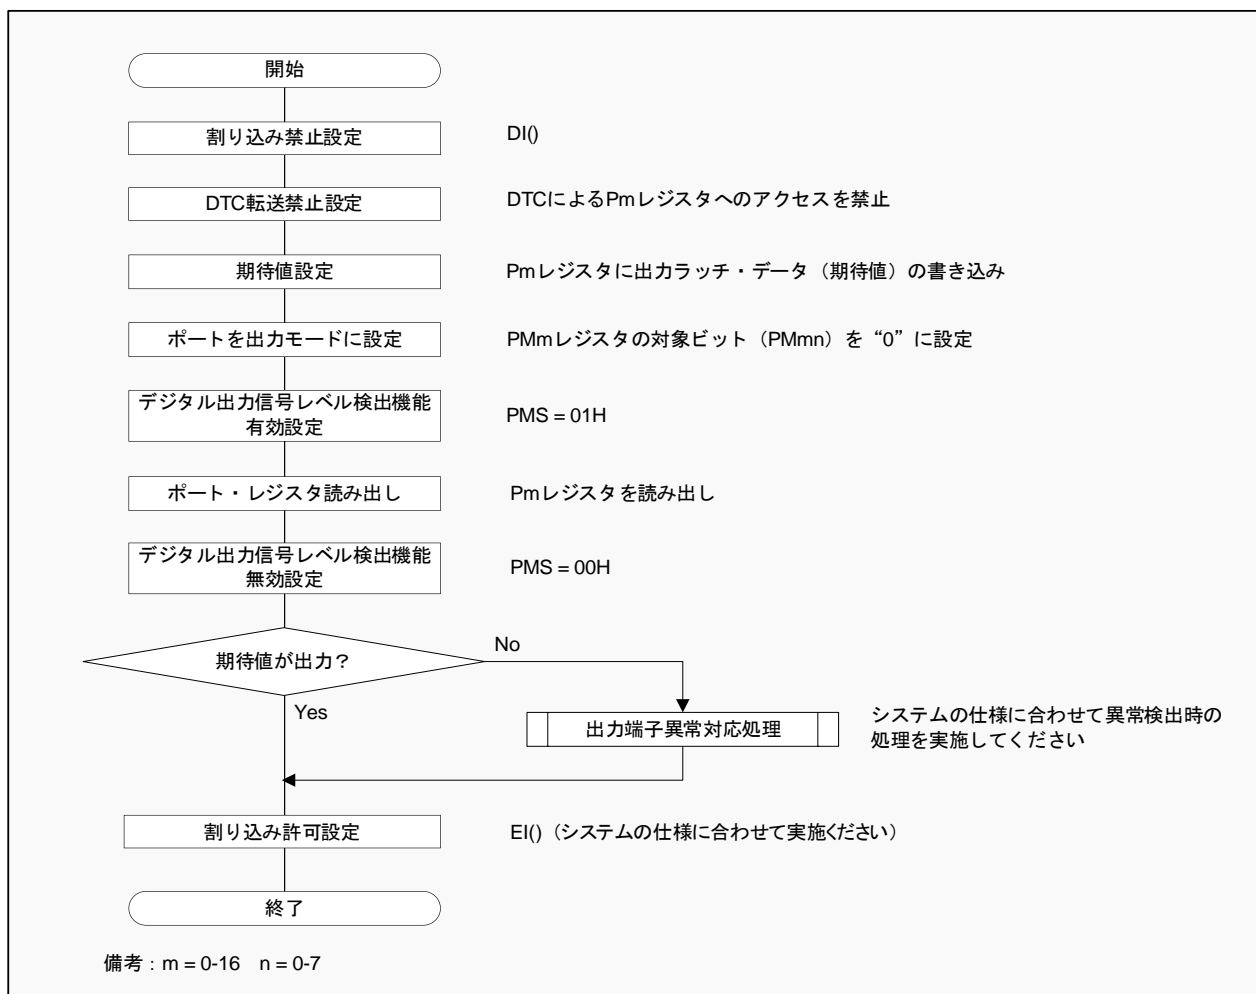 開始
割り込み禁止設定
DI()
DTC転送禁止設定
DTCによるPmレジスタへのアクセスを禁止
期待値設定
Pmレジスタに出力ラッチ・データ（期待値）の書き込み
ポートを出力モードに設定
PMmレジスタの対象ビット（PMmn）を“0”に設定
デジタル出力信号レベル検出機能
有効設定
PMS = 01H
ポート・レジスタ読み出し
Pmレジスタを読み出し
デジタル出力信号レベル検出機能
無効設定
PMS = 00H
期待値が出力？
No
Yes
出力端子異常対応処理
システムの仕様に合わせて異常検出時の
処理を実施してください
割り込み許可設定
EI()（システムの仕様に合わせて実施ください）
終了
備考：m = 0-16　n = 0-7